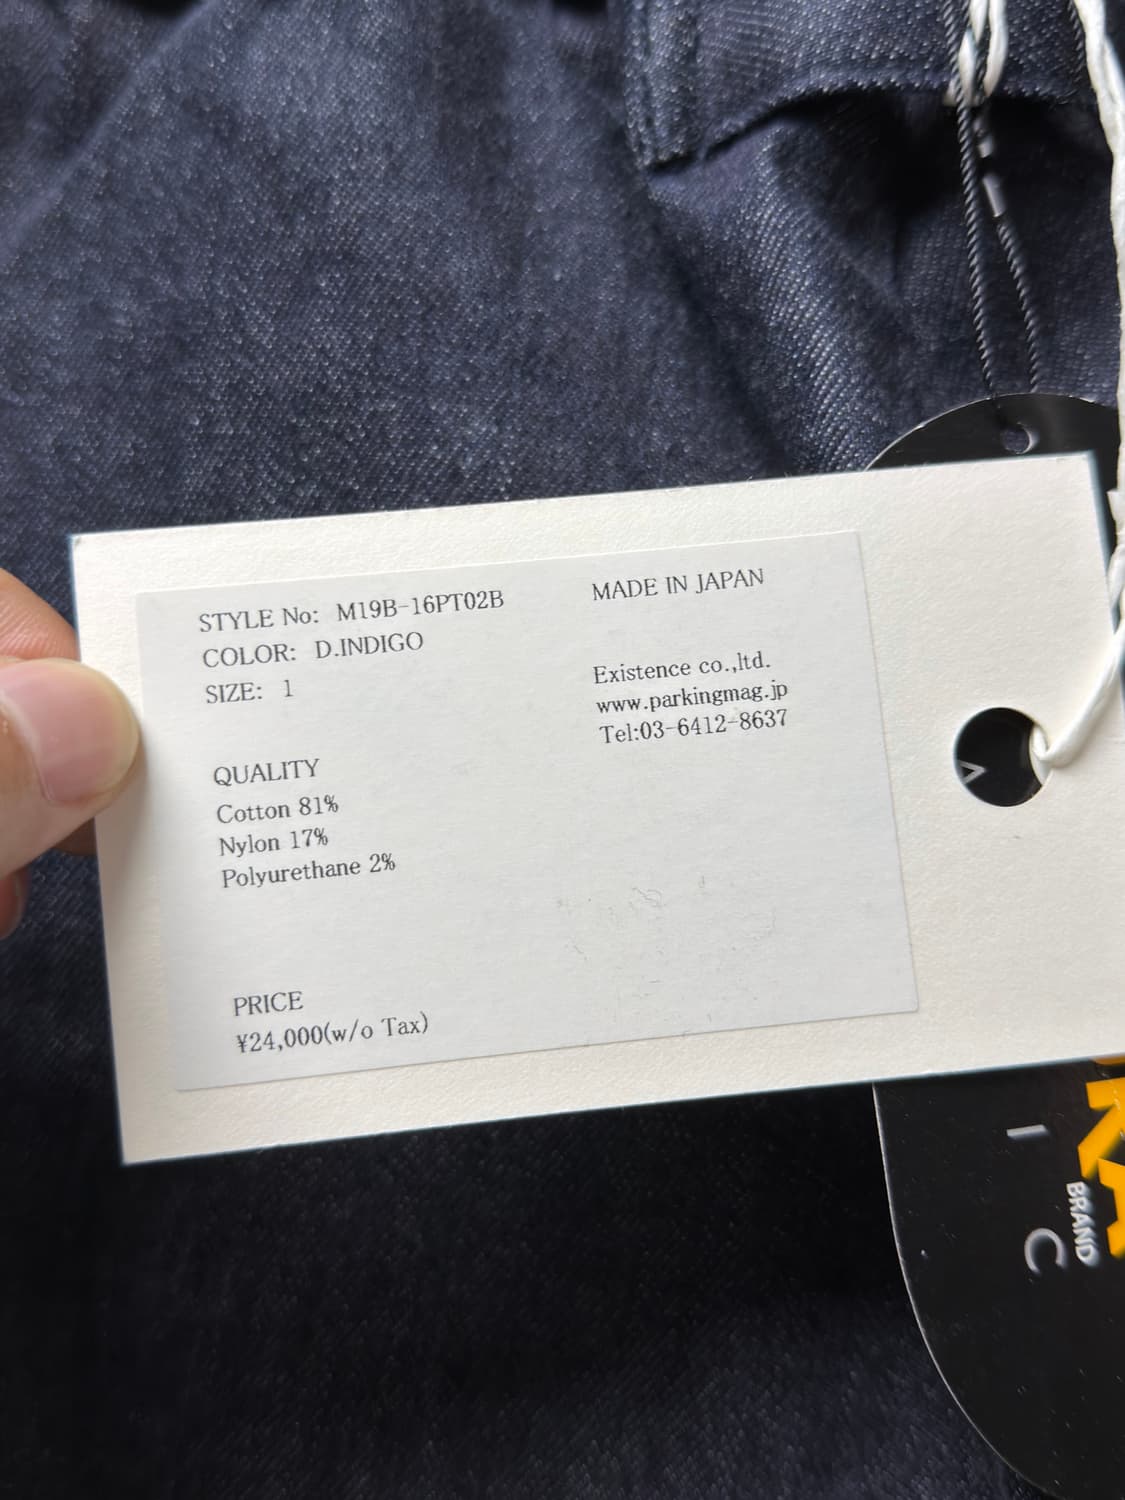 STYLE No: M19B-16PT02B
COLOR: D.INDIGO
SIZE: 1
QUALITY
Cotton 81%
Nylon 17%
Polyurethane 2%
PRICE
¥24,000(w/o Tax)
MADE IN JAPAN
Existence co.,ltd.
www.parkingmag.jp
Tel:03-6412-8637
BRAND